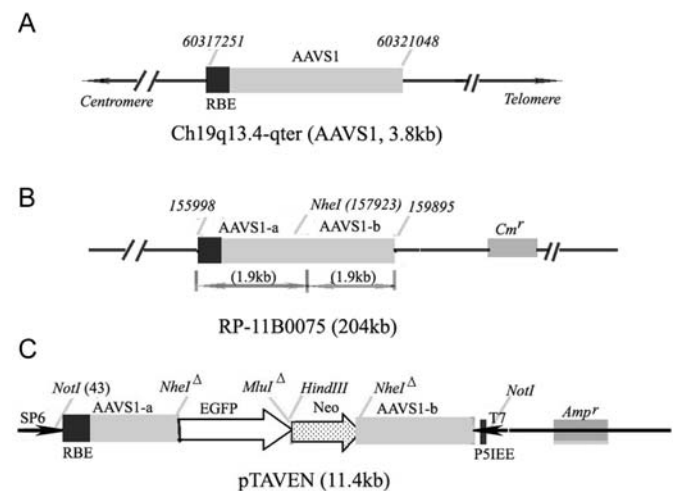 A
60317251 60321048
AAVS1
Centromere RBE Telomere
Ch19q13.4-qter (AAVS1, 3.8kb)
B
155998 NheI (157923) 159895
AAVS1-a AAVS1-b Cmʳ
(1.9kb) (1.9kb)
RP-11B0075 (204kb)
C
NotI (43) NheIΔ MluIΔ HindIII NheIΔ NotI
SP6 AAVS1-a EGFP Neo AAVS1-b T7 Ampʳ
RBE P5IEE
pTAVEN (11.4kb)